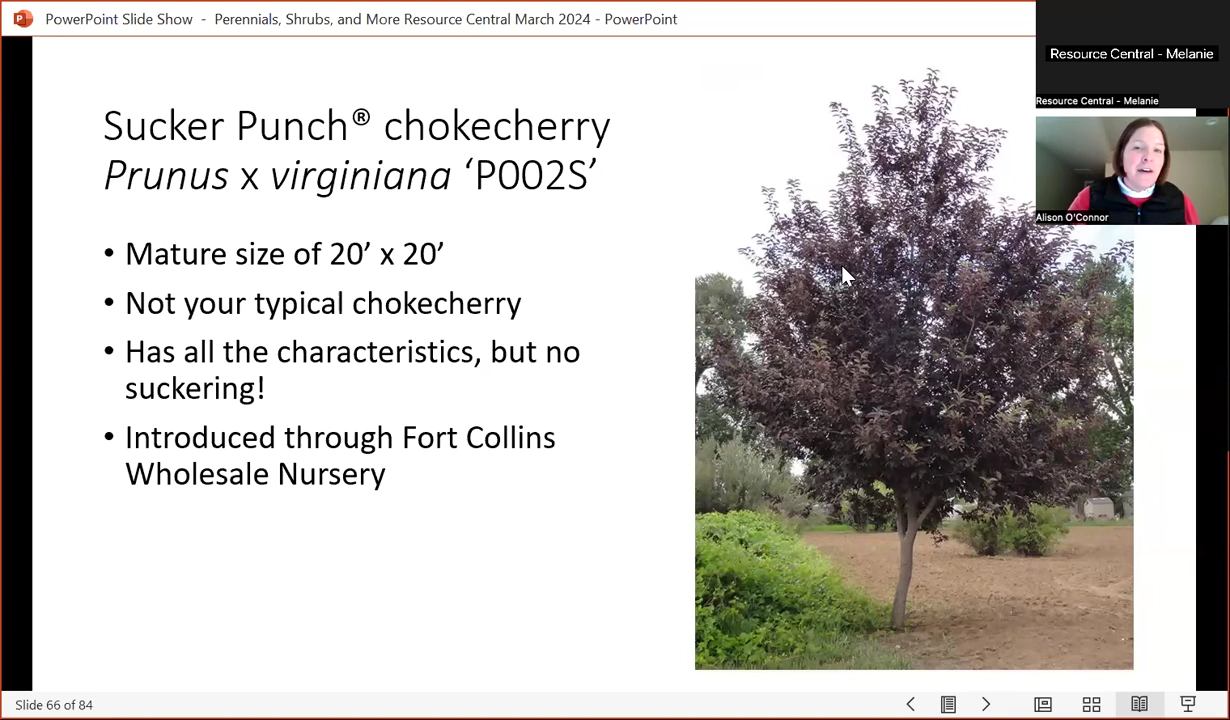 PowerPoint Slide Show - Perennials, Shrubs, and More Resource Central March 2024 - PowerPoint
Resource Central - Melanie
Resource Central - Melanie
Alison O'Connor
Sucker Punch® chokecherry
Prunus x virginiana ‘P002S’
• Mature size of 20’ x 20’
• Not your typical chokecherry
• Has all the characteristics, but no
suckering!
• Introduced through Fort Collins
Wholesale Nursery
Slide 66 of 84